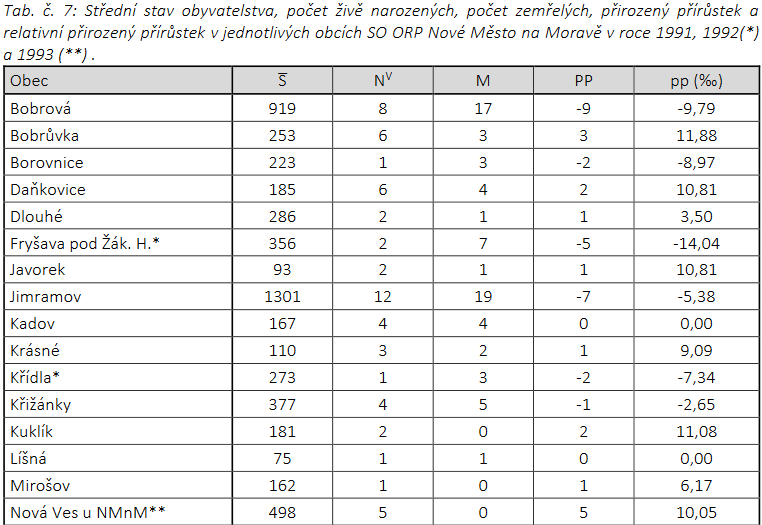 Tab. č. 7: Střední stav obyvatelstva, počet živě narozených, počet zemřelých, přirozený přírůstek a
relativní přirozený přírůstek v jednotlivých obcích SO ORP Nové Město na Moravě v roce 1991, 1992(*)
a 1993 (**) .
Obec S̅ Nᵛ M PP pp (‰)
Bobrová 919 8 17 -9 -9,79
Bobrůvka 253 6 3 3 11,88
Borovnice 223 1 3 -2 -8,97
Daňkovice 185 6 4 2 10,81
Dlouhé 286 2 1 1 3,50
Fryšava pod Žák. H.* 356 2 7 -5 -14,04
Javorek 93 2 1 1 10,81
Jimramov 1301 12 19 -7 -5,38
Kadov 167 4 4 0 0,00
Krásné 110 3 2 1 9,09
Křídla* 273 1 3 -2 -7,34
Křižánky 377 4 5 -1 -2,65
Kuklík 181 2 0 2 11,08
Líšná 75 1 1 0 0,00
Mirošov 162 1 0 1 6,17
Nová Ves u NMnM** 498 5 0 5 10,05